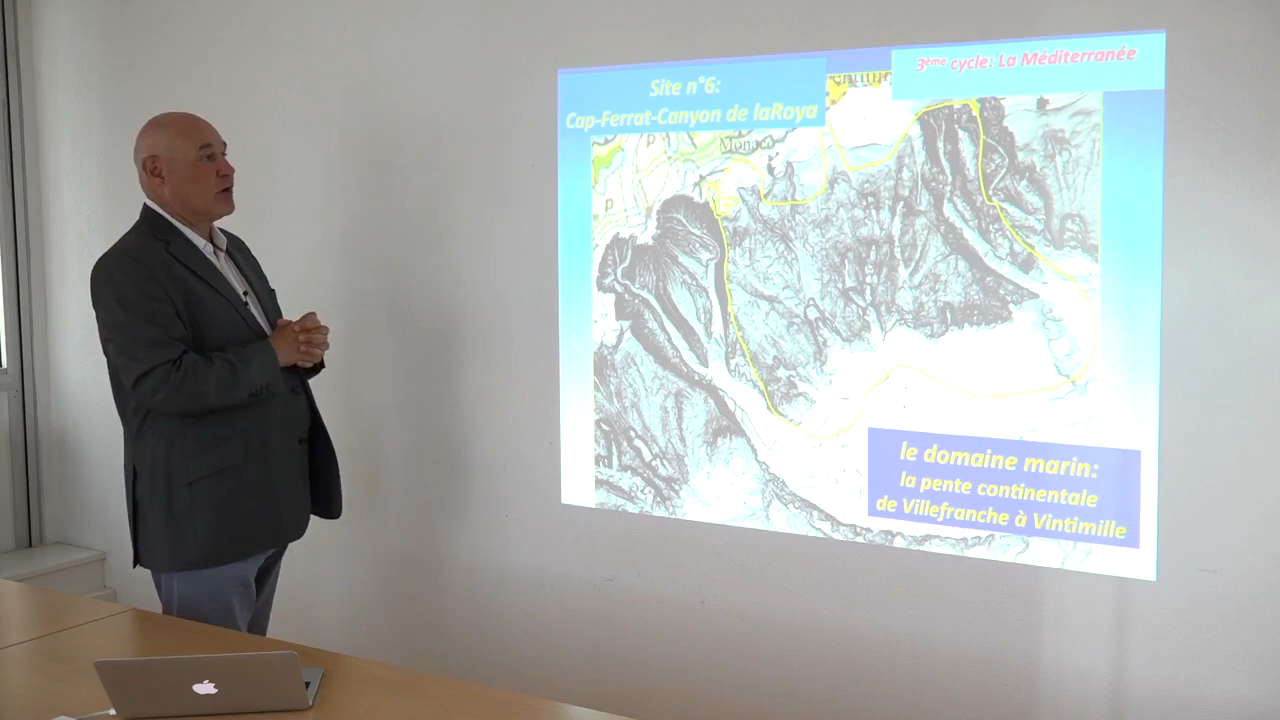 Site n°6:
Cap-Ferrat-Canyon de laRoya
3ème cycle: La Méditerranée
Monaco
P
P
le domaine marin:
la pente continentale
de Villefranche à Vintimille